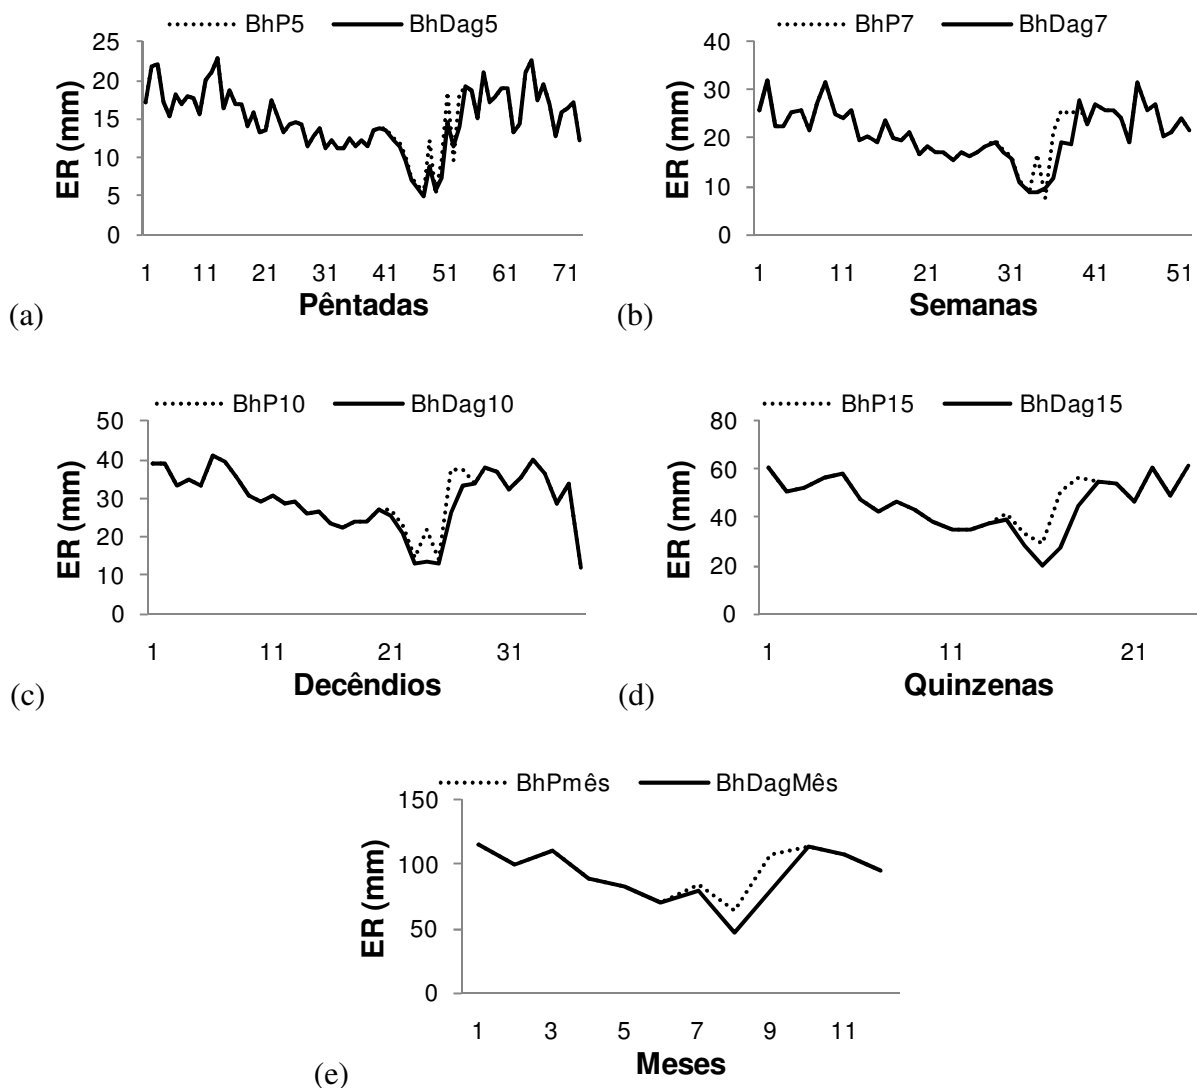 BhP5 BhDag5
25
20
15
10
5
0
ER (mm)
1 11 21 31 41 51 61 71
Pêntadas
(a)
BhP7 BhDag7
40
30
20
10
0
ER (mm)
1 11 21 31 41 51
Semanas
(b)
BhP10 BhDag10
50
40
30
20
10
0
ER (mm)
1 11 21 31
Decêndios
(c)
BhP15 BhDag15
80
60
40
20
0
ER (mm)
1 11 21
Quinzenas
(d)
BhPmês BhDagMês
150
100
50
0
ER (mm)
1 3 5 7 9 11
Meses
(e)